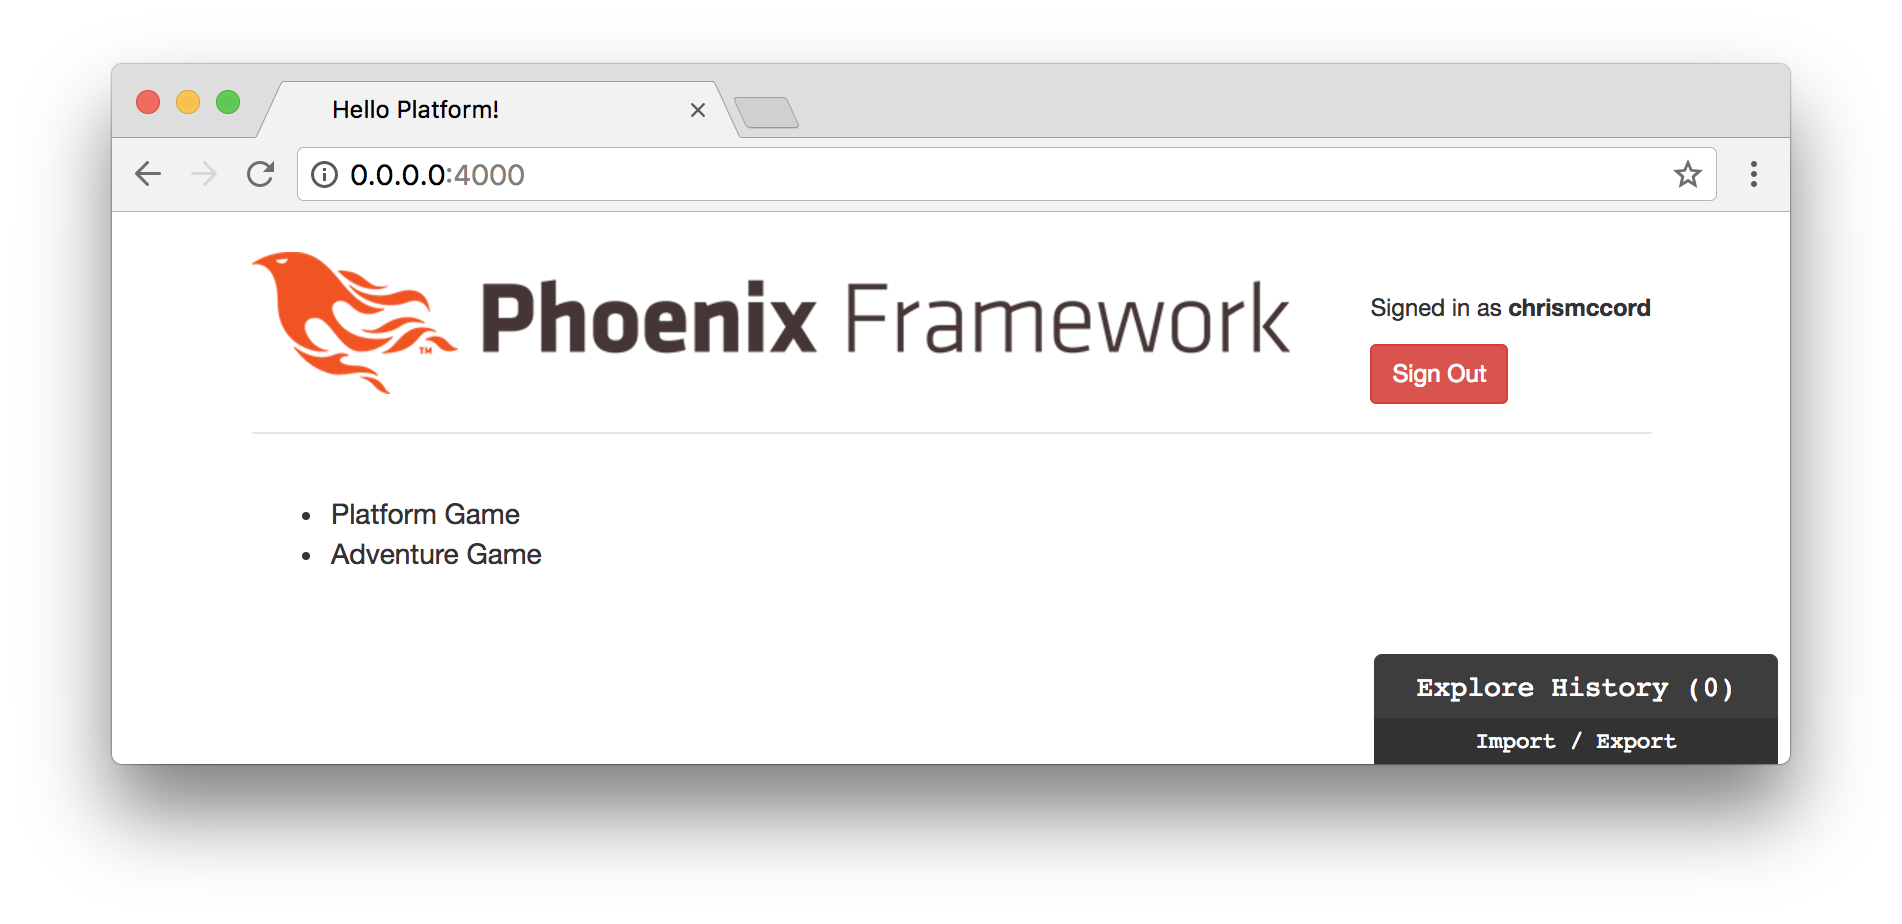 Hello Platform!
0.0.0.0:4000
Phoenix Framework
TM
Signed in as chrismccord
Sign Out
Platform Game
Adventure Game
Explore History (0)
Import / Export